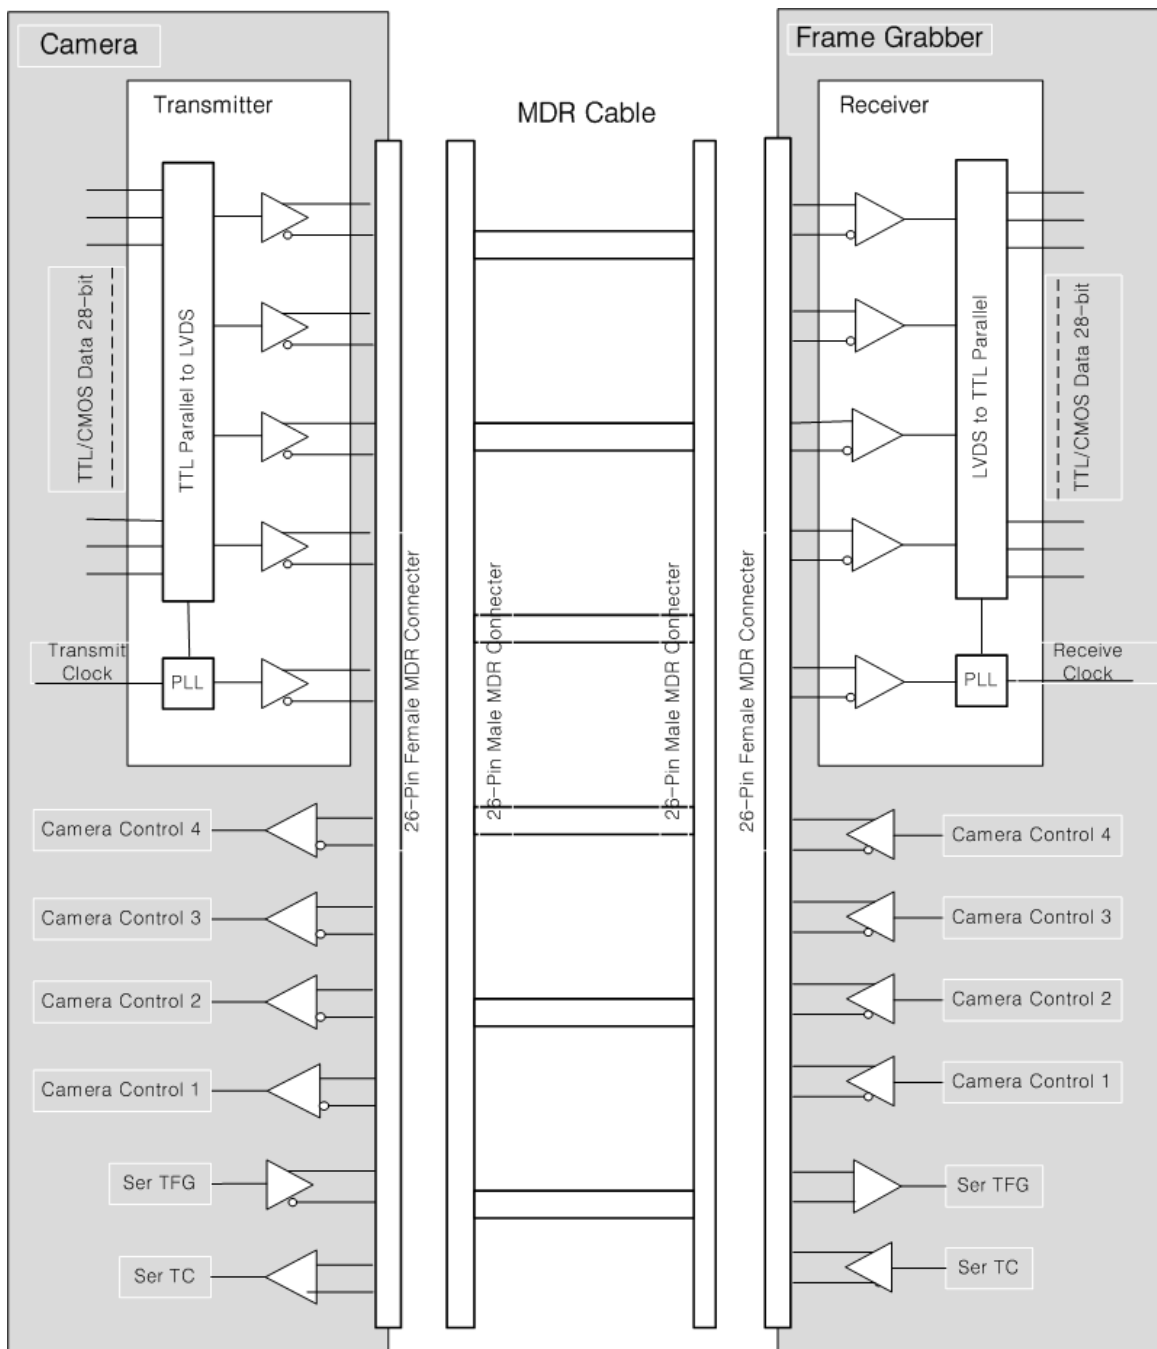 Camera
Frame Grabber
Transmitter
MDR Cable
Receiver
TTL/CMOS Data 28-bit
TTL Parallel to LVDS
LVDS to TTL Parallel
TTL/CMOS Data 28-bit
Transmit
Clock
PLL
PLL
Receive
Clock
26-Pin Female MDR Connecter
26-Pin Male MDR Connecter
26-Pin Male MDR Connecter
26-Pin Female MDR Connecter
Camera Control 4
Camera Control 4
Camera Control 3
Camera Control 3
Camera Control 2
Camera Control 2
Camera Control 1
Camera Control 1
Ser TFG
Ser TFG
Ser TC
Ser TC